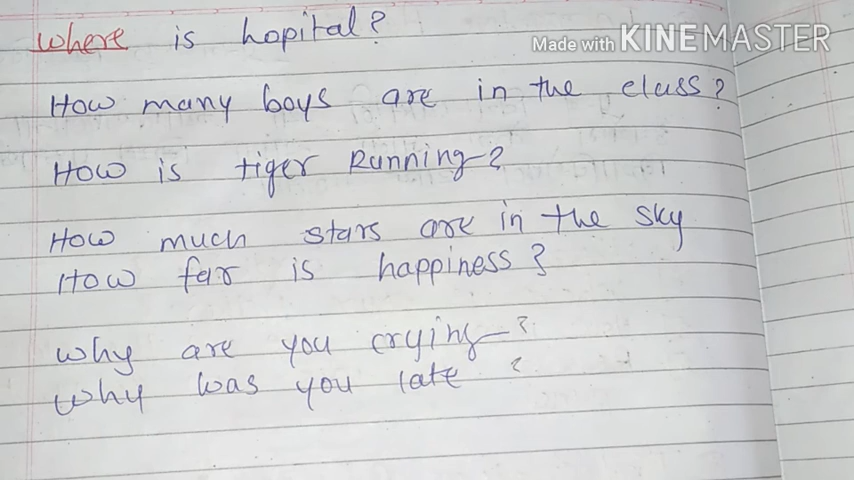 where is hopital?
Made with KINEMASTER
How many boys are in the class?
How is tiger Running?
How much stars are in the sky
How far is happiness?
Why are you crying?
Why was you late ?